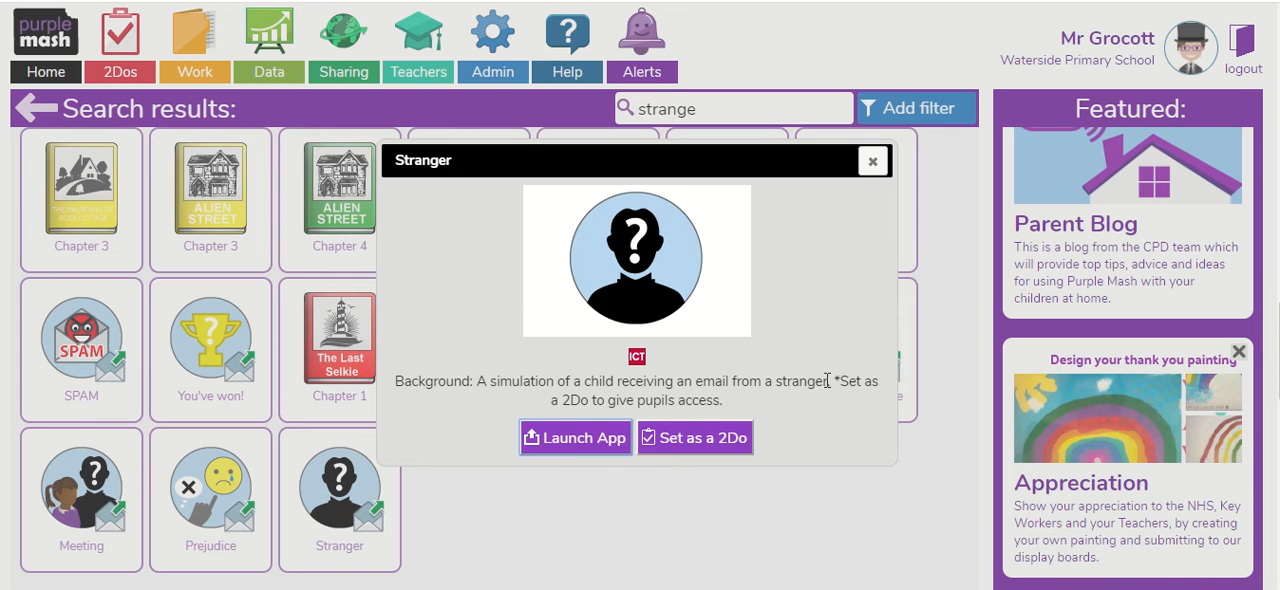 purple
mash
Home
2Dos
Work
Data
Sharing
Teachers
Admin
Help
Alerts
Mr Grocott
Waterside Primary School
logout
Search results:
strange
Add filter
Featured:
ALIEN
STREET
Chapter 3
ALIEN
STREET
Chapter 3
Chapter 4
SPAM
SPAM
You've won!
The Last
Selkie
Chapter 1
Meeting
Prejudice
Stranger
Stranger
ICT
Background: A simulation of a child receiving an email from a stranger. *Set as
a 2Do to give pupils access.
Launch App
Set as a 2Do
Parent Blog
This is a blog from the CPD team which
will provide top tips, advice and ideas
for using Purple Mash with your
children at home.
Design your thank you painting
Appreciation
Show your appreciation to the NHS, Key
Workers and your Teachers, by creating
your own painting and submitting to our
display boards.